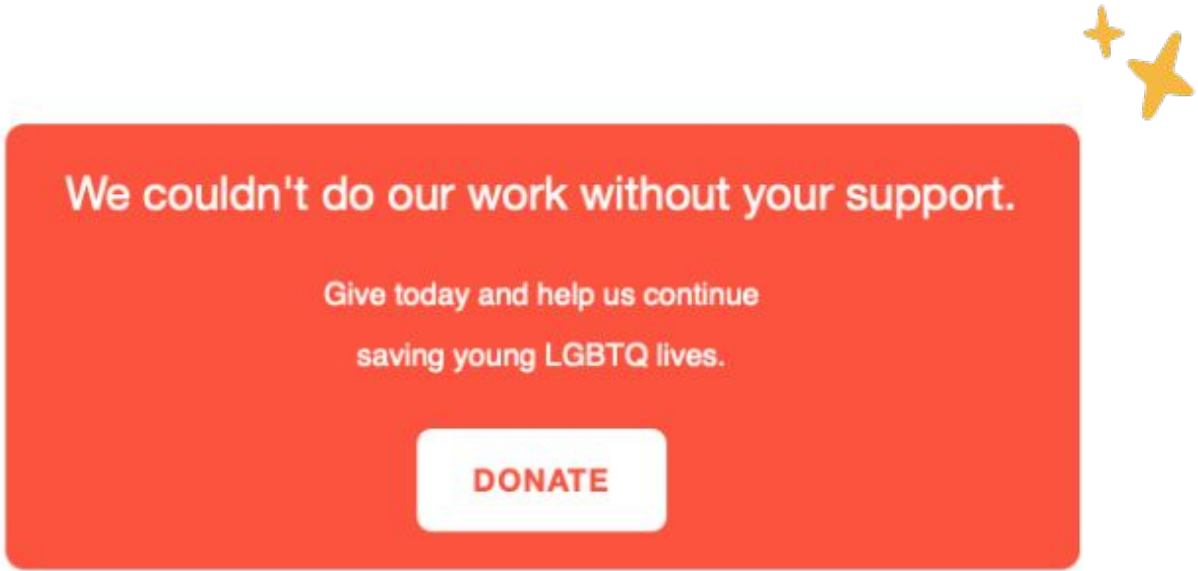 We couldn't do our work without your support.
Give today and help us continue
saving young LGBTQ lives.
DONATE